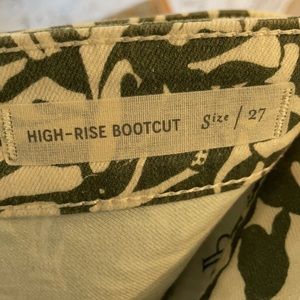 HIGH-RISE BOOTCUT Size / 27